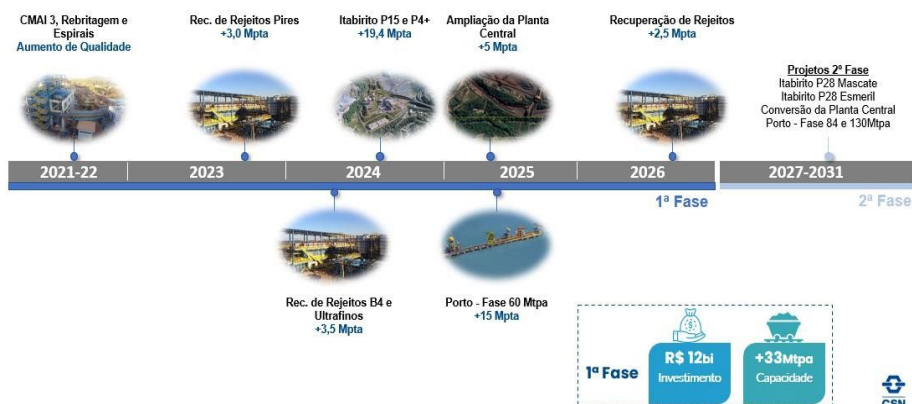 CMAI 3, Rebritagem e
Espirais
Aumento de Qualidade
Rec. de Rejeitos Pires
+3,0 Mpta
Itabirito P15 e P4+
+19,4 Mpta
Ampliação da Planta
Central
+5 Mpta
Recuperação de Rejeitos
+2,5 Mpta
Projetos 2º Fase
Itabirito P28 Mascate
Itabirito P28 Esmeril
Conversão da Planta Central
Porto - Fase 84 e 130Mtpa
2021-22
2023
2024
2025
2026
2027-2031
1ª Fase
2ª Fase
Rec. de Rejeitos B4 e
Ultrafinos
+3,5 Mpta
Porto - Fase 60 Mtpa
+15 Mpta
1ª Fase
R$ 12bi
Investimento
+33Mtpa
Capacidade
CSN